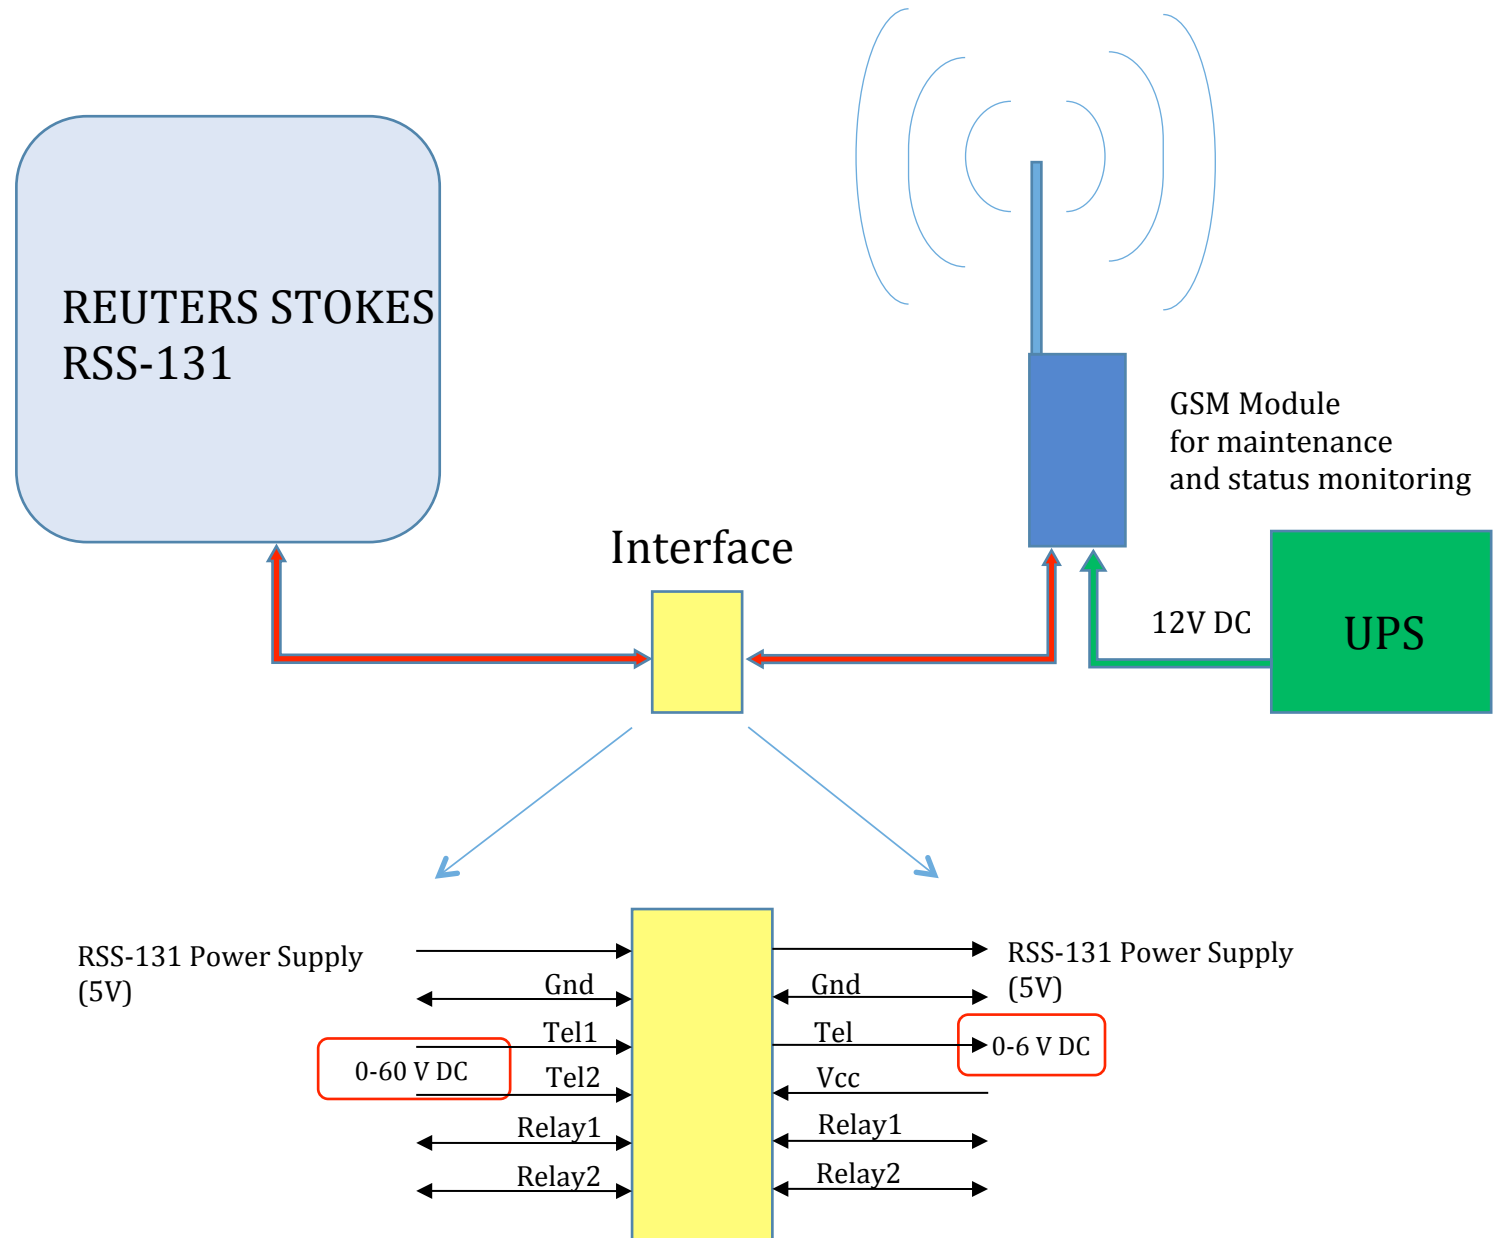 REUTERS STOKES
RSS-131
GSM Module
for maintenance
and status monitoring
Interface
12V DC
UPS
RSS-131 Power Supply
(5V)
Gnd
Tel1
0-60 V DC
Tel2
Relay1
Relay2
RSS-131 Power Supply
(5V)
Gnd
Tel
0-6 V DC
Vcc
Relay1
Relay2